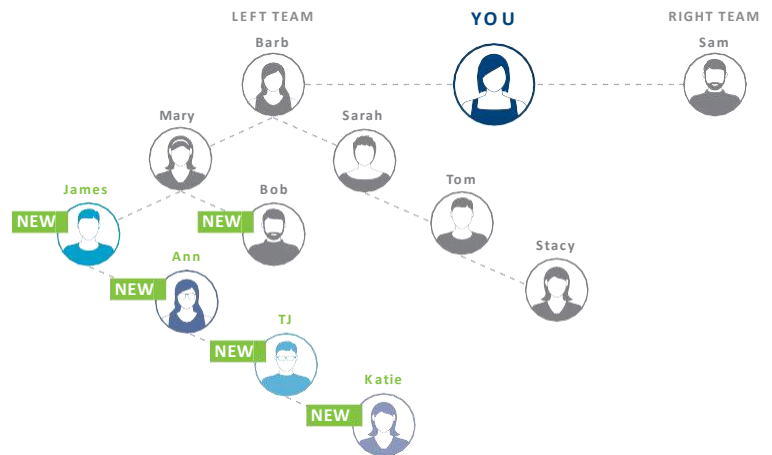 LEFT TEAM
YOU
RIGHT TEAM
Barb
Sam
Mary
Sarah
James
Bob
Tom
NEW
NEW
Stacy
Ann
NEW
TJ
NEW
Katie
NEW